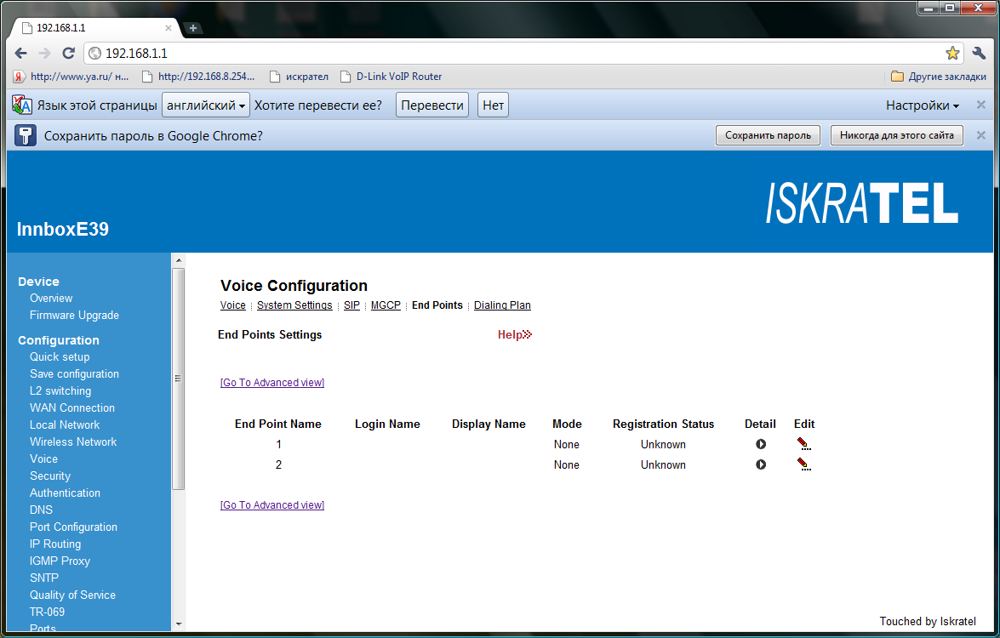 192.168.1.1
192.168.1.1
http://www.ya.ru/ н... http://192.168.8.254... искрател D-Link VoIP Router Другие закладки
Язык этой страницы английский Хотите перевести ее? Перевести Нет Настройки
Сохранить пароль в Google Chrome? Сохранить пароль Никогда для этого сайта
ISKRATEL
InnboxE39
Device
Overview
Firmware Upgrade
Configuration
Quick setup
Save configuration
L2 switching
WAN Connection
Local Network
Wireless Network
Voice
Security
Authentication
DNS
Port Configuration
IP Routing
IGMP Proxy
SNTP
Quality of Service
TR-069
Ports
Voice Configuration
Voice System Settings SIP MGCP End Points Dialing Plan
End Points Settings Help
[Go To Advanced view]
End Point Name Login Name Display Name Mode Registration Status Detail Edit
1 None Unknown
2 None Unknown
[Go To Advanced view]
Touched by Iskratel